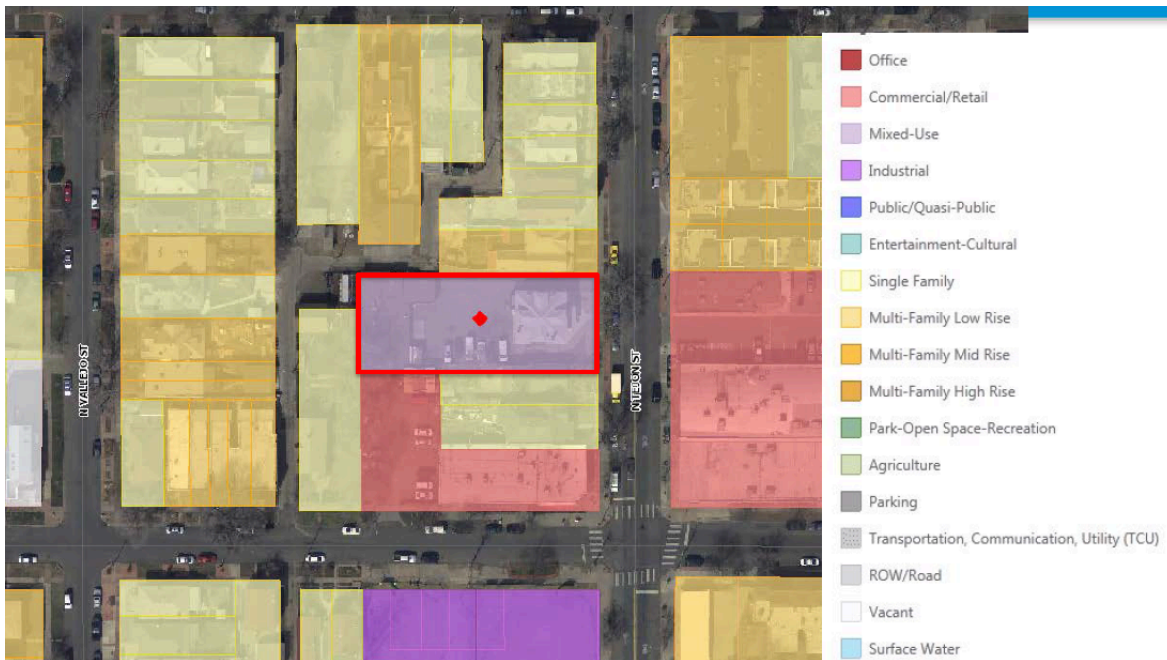 Office
Commercial/Retail
Mixed-Use
Industrial
Public/Quasi-Public
Entertainment-Cultural
Single Family
Multi-Family Low Rise
Multi-Family Mid Rise
Multi-Family High Rise
Park-Open Space-Recreation
Agriculture
Parking
Transportation, Communication, Utility (TCU)
ROW/Road
Vacant
Surface Water
N VALLEJO ST
N TEJON ST